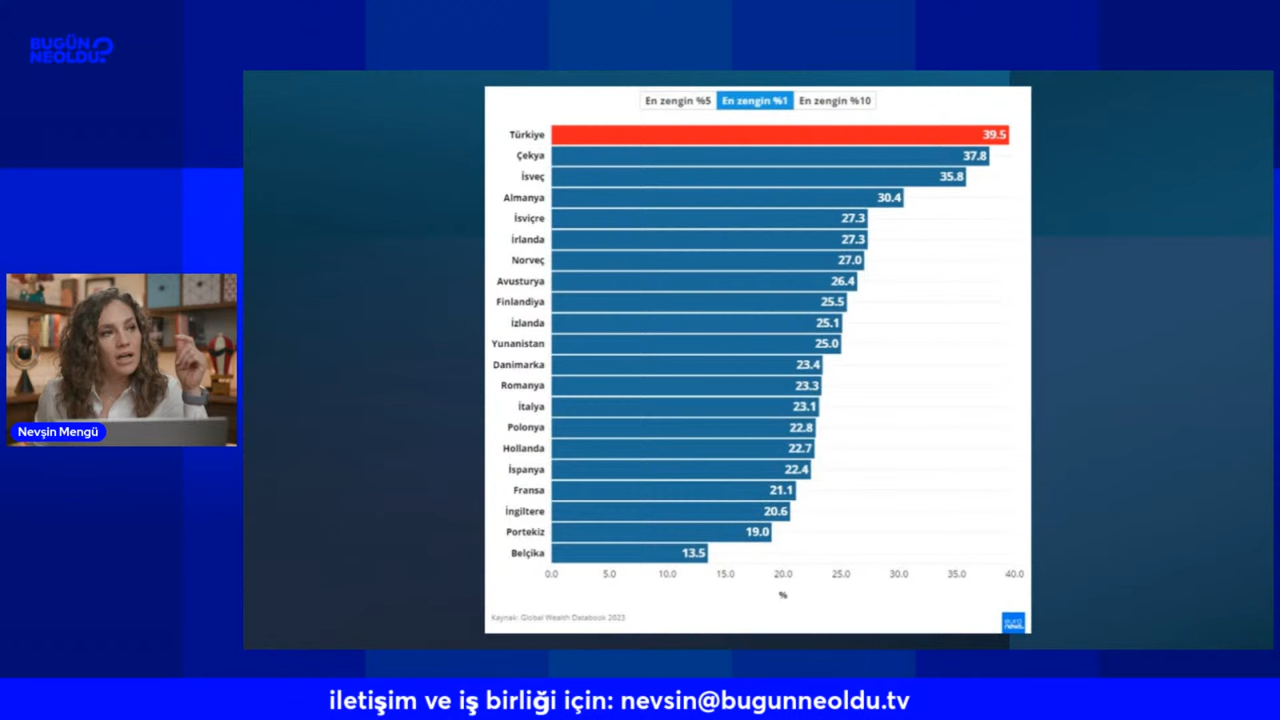 BUGÜN
NEOLDU?
En zengin %5 En zengin %1 En zengin %10
Türkiye 39.5
Çekya 37.8
İsveç 35.8
Almanya 30.4
İsviçre 27.3
İrlanda 27.3
Norveç 27.0
Avusturya 26.4
Finlandiya 25.5
İzlanda 25.1
Yunanistan 25.0
Danimarka 23.4
Romanya 23.3
İtalya 23.1
Polonya 22.8
Hollanda 22.7
İspanya 22.4
Fransa 21.1
İngiltere 20.6
Portekiz 19.0
Belçika 13.5
0.0 5.0 10.0 15.0 20.0 25.0 30.0 35.0 40.0
%
Kaynak: Global Wealth Databook 2023
euro
news.
Nevşin Mengü
iletişim ve iş birliği için: nevsin@bugunneoldu.tv